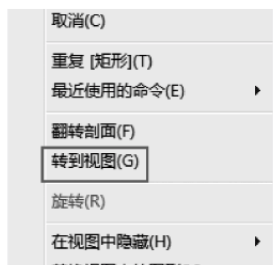 取消(C)
重复 [矩形](T)
最近使用的命令(E)
翻转剖面(F)
转到视图(G)
旋转(R)
在视图中隐藏(H)